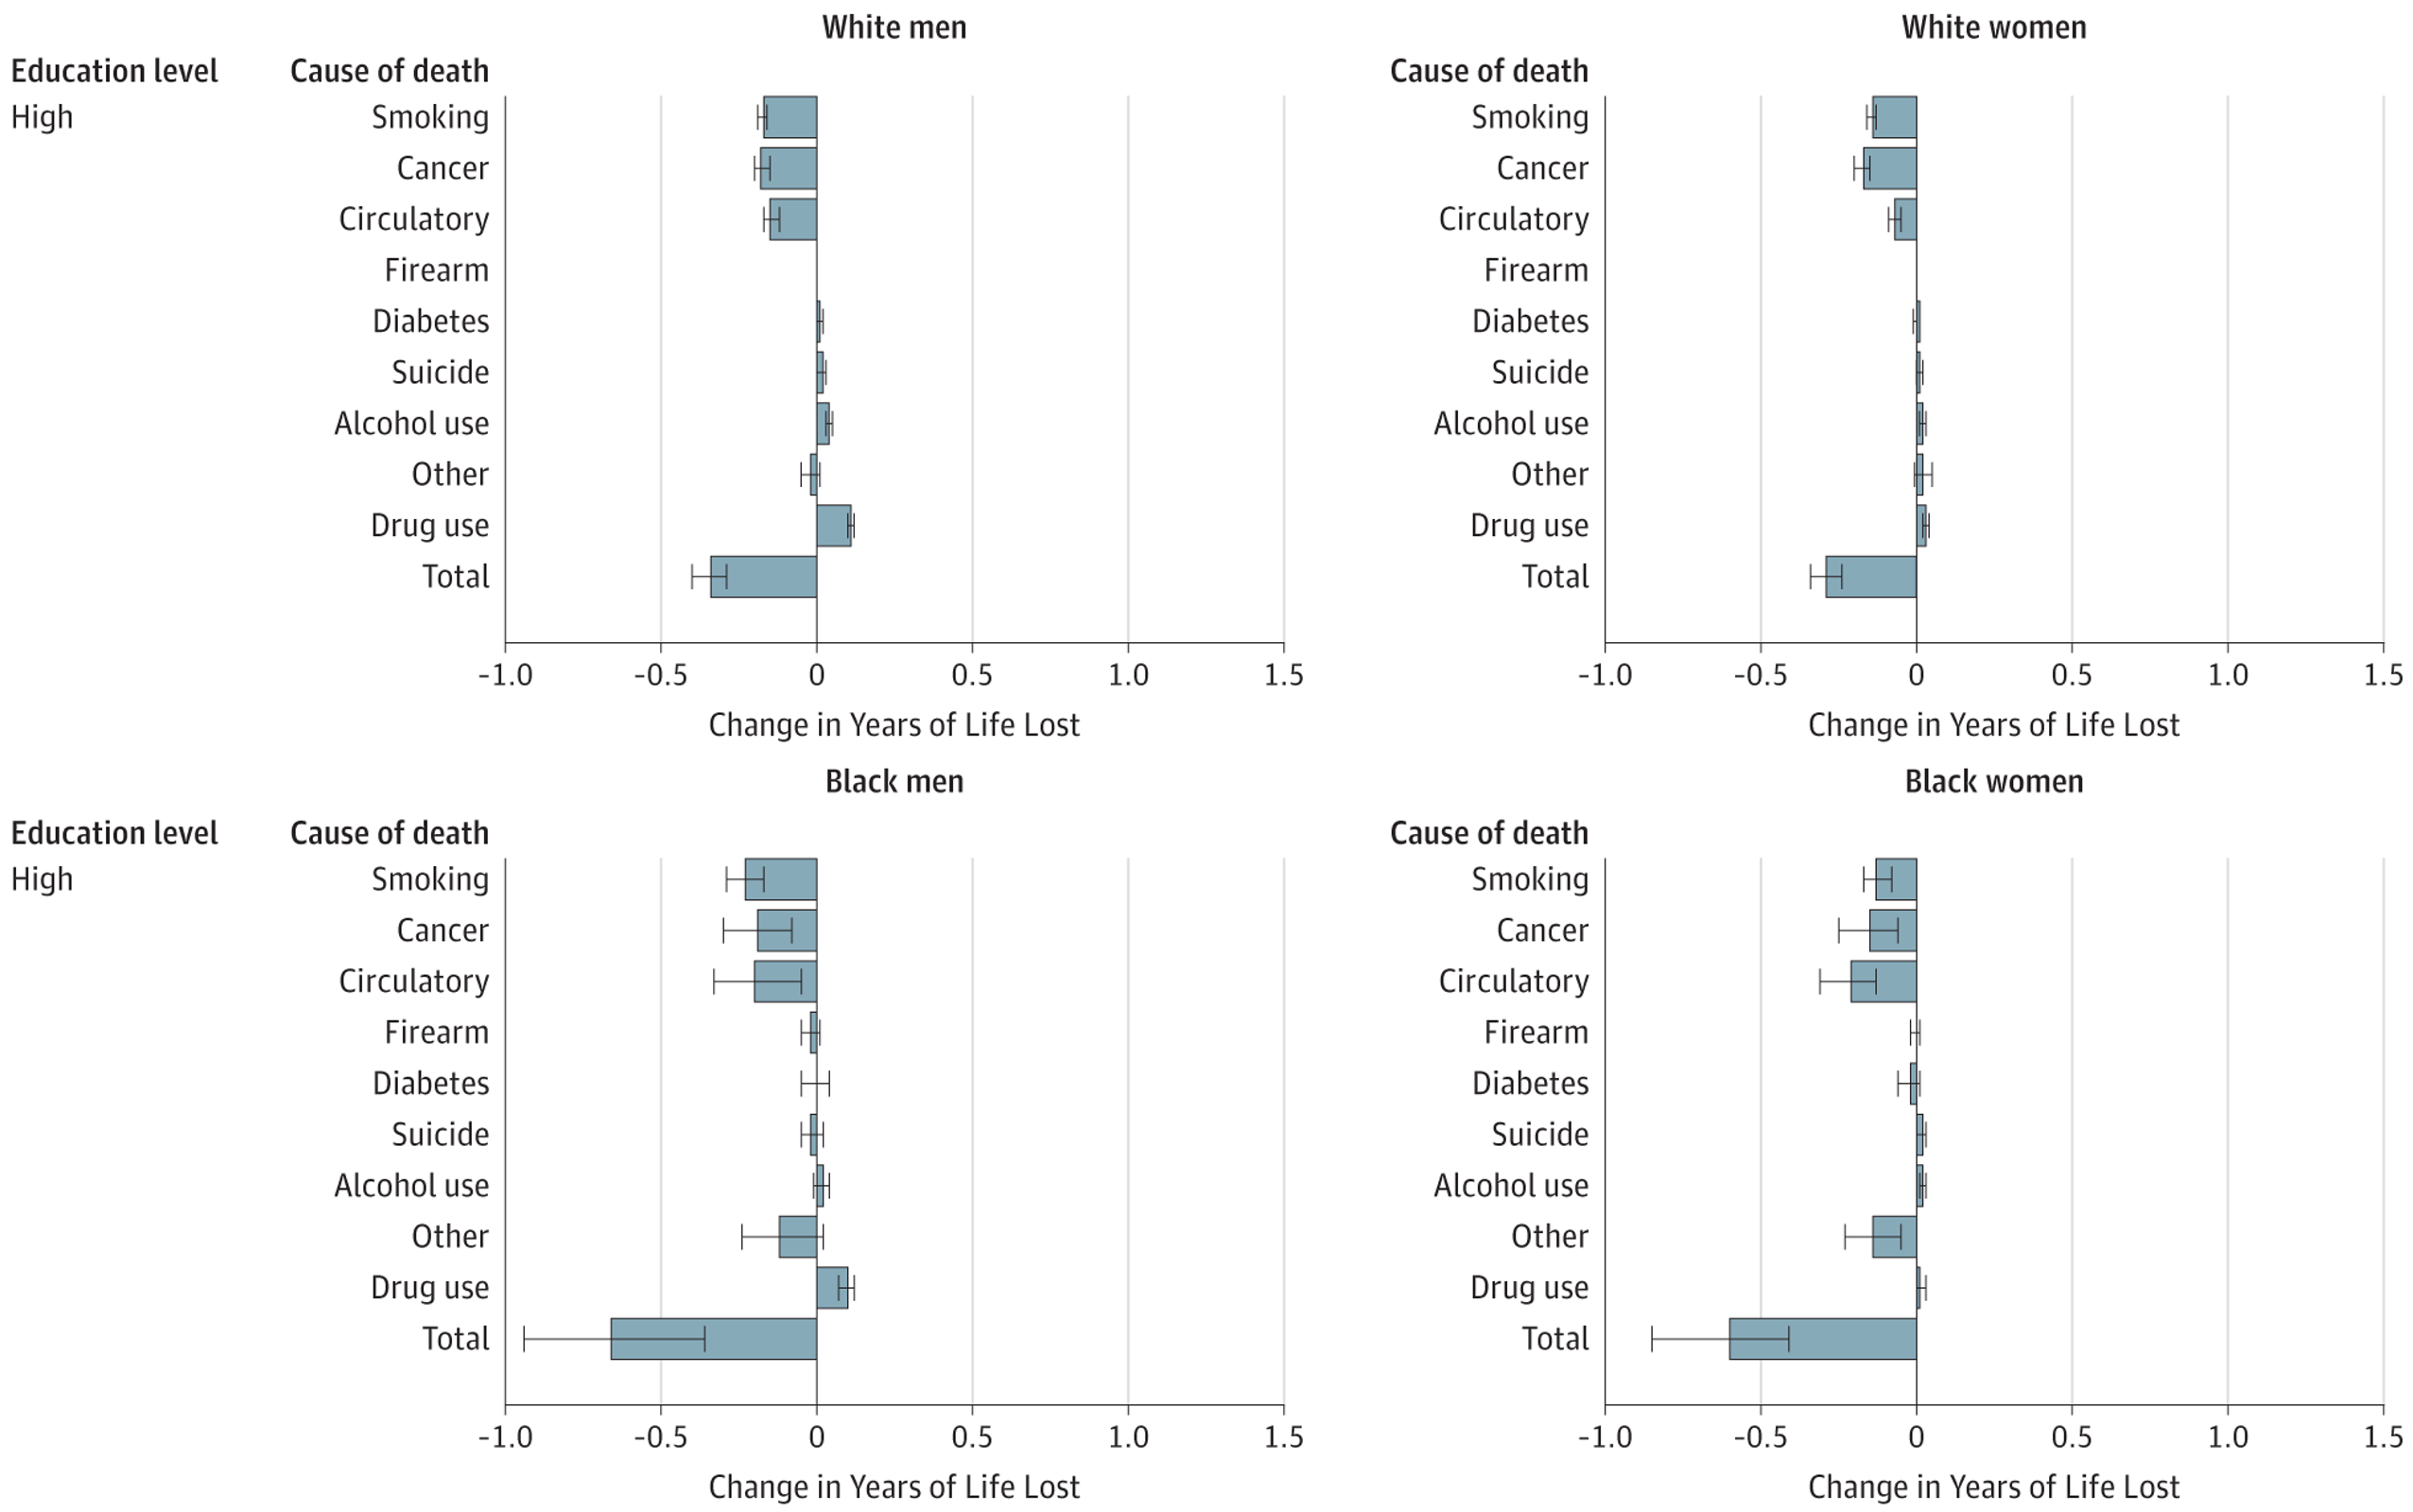 White men
White women
Education level
Cause of death
Cause of death
High
Smoking
Cancer
Circulatory
Firearm
Diabetes
Suicide
Alcohol use
Other
Drug use
Total
-1.0 -0.5 0 0.5 1.0 1.5
Change in Years of Life Lost
Smoking
Cancer
Circulatory
Firearm
Diabetes
Suicide
Alcohol use
Other
Drug use
Total
-1.0 -0.5 0 0.5 1.0 1.5
Change in Years of Life Lost
Black men
Black women
Education level
Cause of death
Cause of death
High
Smoking
Cancer
Circulatory
Firearm
Diabetes
Suicide
Alcohol use
Other
Drug use
Total
-1.0 -0.5 0 0.5 1.0 1.5
Change in Years of Life Lost
Smoking
Cancer
Circulatory
Firearm
Diabetes
Suicide
Alcohol use
Other
Drug use
Total
-1.0 -0.5 0 0.5 1.0 1.5
Change in Years of Life Lost